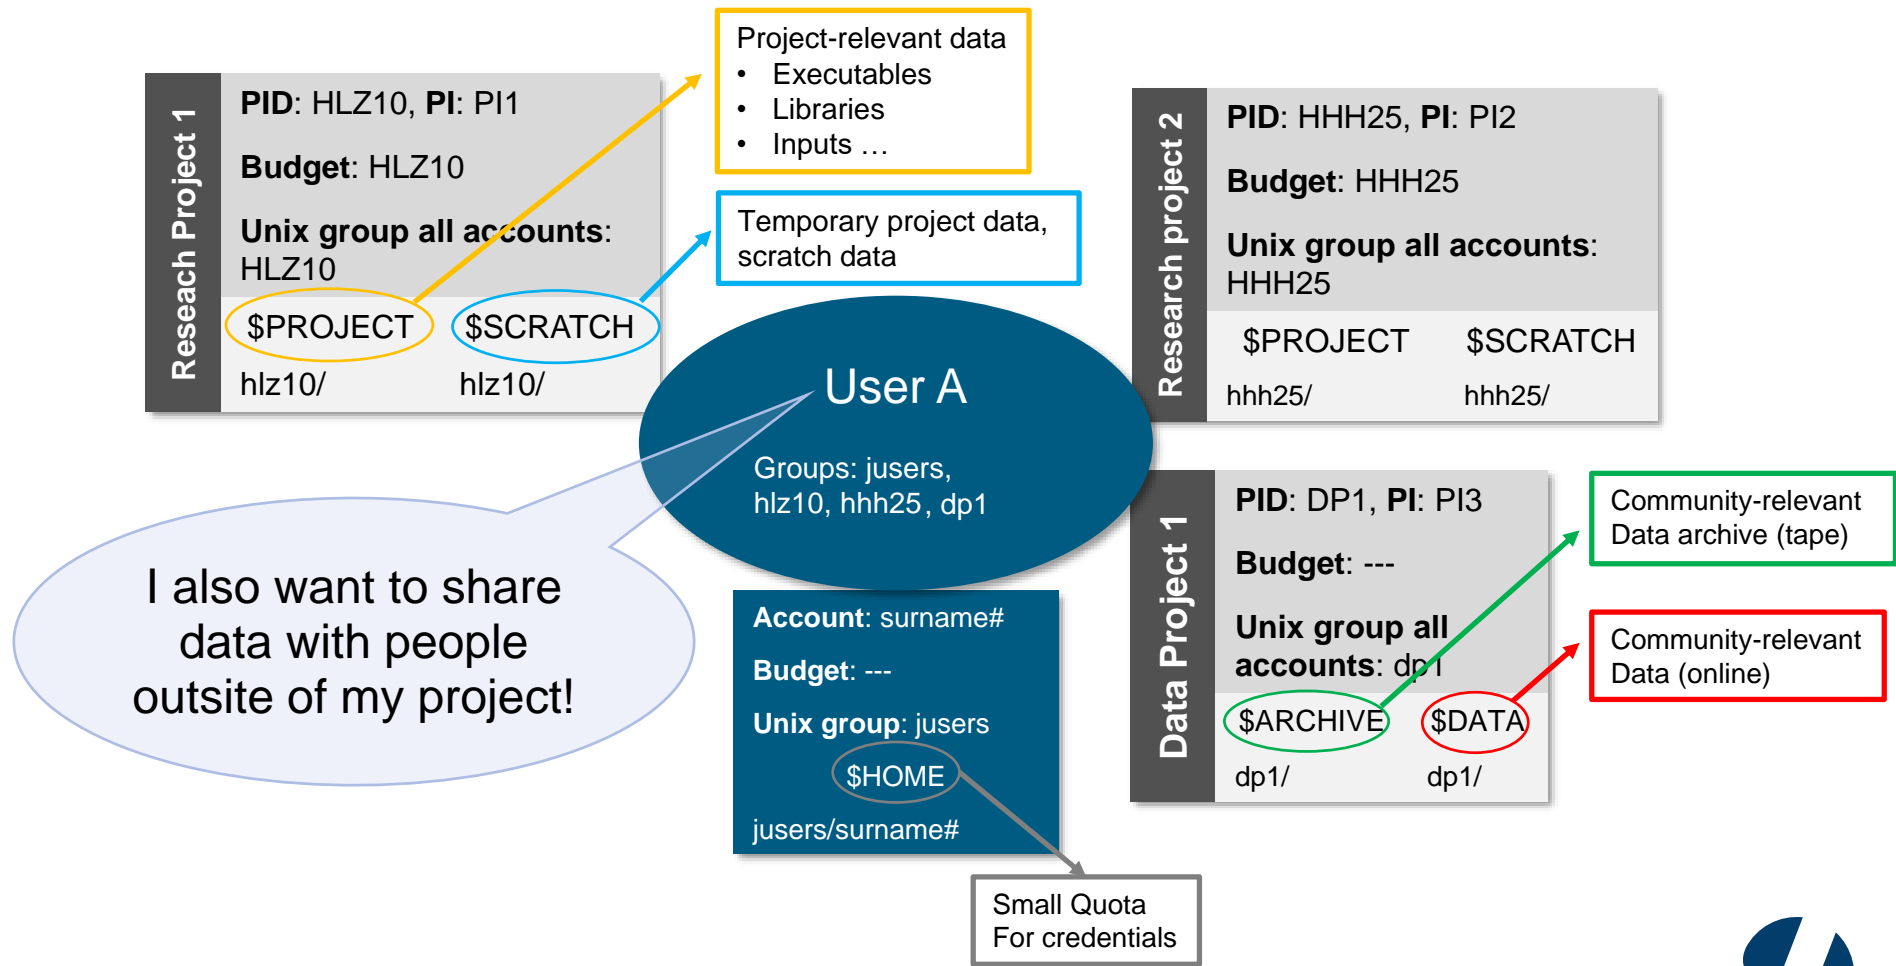 Project-relevant data
• Executables
• Libraries
• Inputs …
Reseach Project 1
PID: HLZ10, PI: PI1
Budget: HLZ10
Unix group all accounts:
HLZ10
$PROJECT $SCRATCH
hlz10/ hlz10/
Temporary project data,
scratch data
Research project 2
PID: HHH25, PI: PI2
Budget: HHH25
Unix group all accounts:
HHH25
$PROJECT $SCRATCH
hhh25/ hhh25/
User A
Groups: jusers,
hlz10, hhh25, dp1
I also want to share
data with people
outsite of my project!
Account: surname#
Budget: ---
Unix group: jusers
$HOME
jusers/surname#
Small Quota
For credentials
Data Project 1
PID: DP1, PI: PI3
Budget: ---
Unix group all
accounts: dp1
$ARCHIVE $DATA
dp1/ dp1/
Community-relevant
Data archive (tape)
Community-relevant
Data (online)